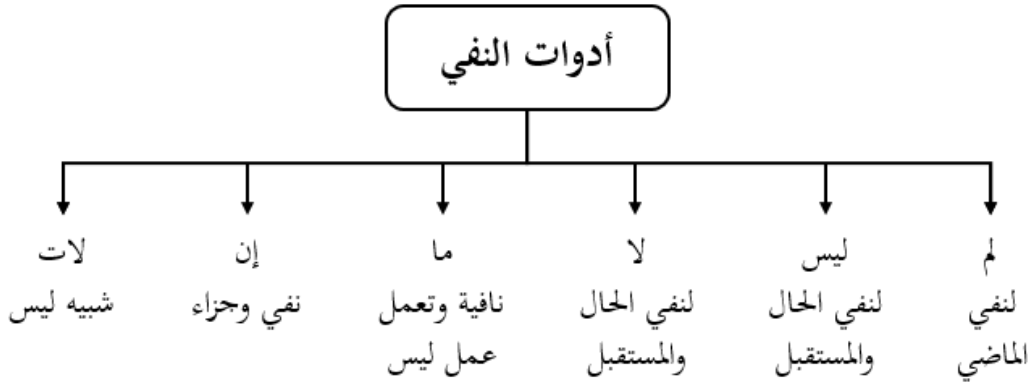 أدوات النفي
لم
لنفي
الماضي
ليس
لنفي الحال
والمستقبل
لا
لنفي الحال
والمستقبل
ما
نافية وتعمل
عمل ليس
إن
نفي وجزاء
لات
شبيه ليس